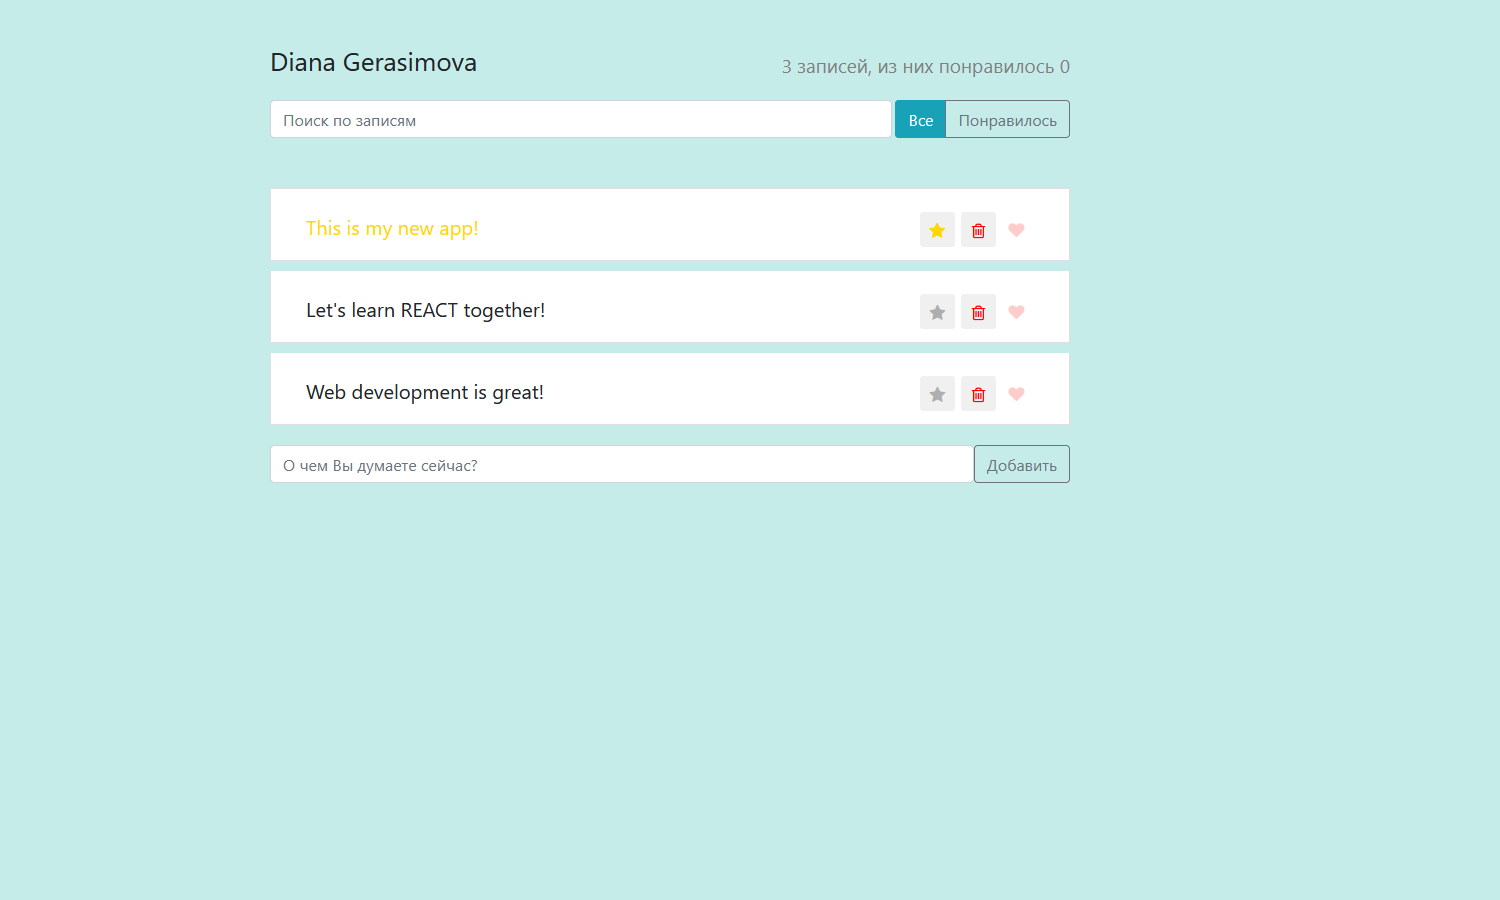 Diana Gerasimova
3 записей, из них понравилось 0
Поиск по записям
Все
Понравилось
This is my new app!
Let's learn REACT together!
Web development is great!
О чем Вы думаете сейчас?
Добавить